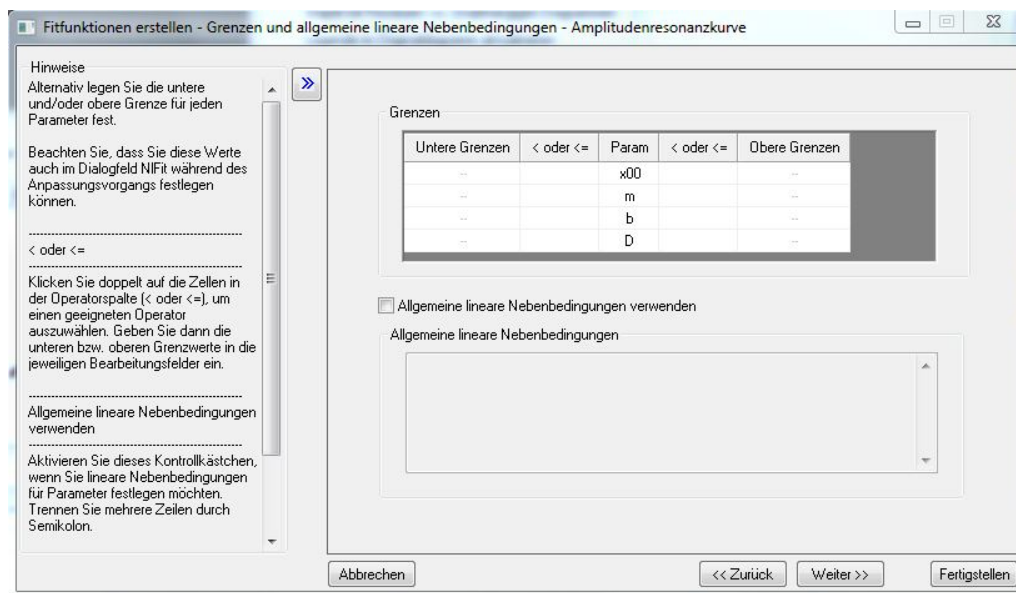 Fitfunktionen erstellen - Grenzen und allgemeine lineare Nebenbedingungen - Amplitudenresonanzkurve
Hinweise
Alternativ legen Sie die untere
und/oder obere Grenze für jeden
Parameter fest.
Beachten Sie, dass Sie diese Werte
auch im Dialogfeld NlFit während des
Anpassungsvorgangs festlegen
können.
----------------------------------------------------
< oder <=
----------------------------------------------------
Klicken Sie doppelt auf die Zellen in
der Operatorspalte (< oder <=), um
einen geeigneten Operator
auszuwählen. Geben Sie dann die
unteren bzw. oberen Grenzwerte in die
jeweiligen Bearbeitungsfelder ein.
----------------------------------------------------
Allgemeine lineare Nebenbedingungen
verwenden
----------------------------------------------------
Aktivieren Sie dieses Kontrollkästchen,
wenn Sie lineare Nebenbedingungen
für Parameter festlegen möchten.
Trennen Sie mehrere Zeilen durch
Semikolon.
>>
Grenzen
Untere Grenzen < oder <= Param < oder <= Obere Grenzen
-- x00 --
-- m --
-- b --
-- D --
Allgemeine lineare Nebenbedingungen verwenden
Allgemeine lineare Nebenbedingungen
Abbrechen << Zurück Weiter >> Fertigstellen